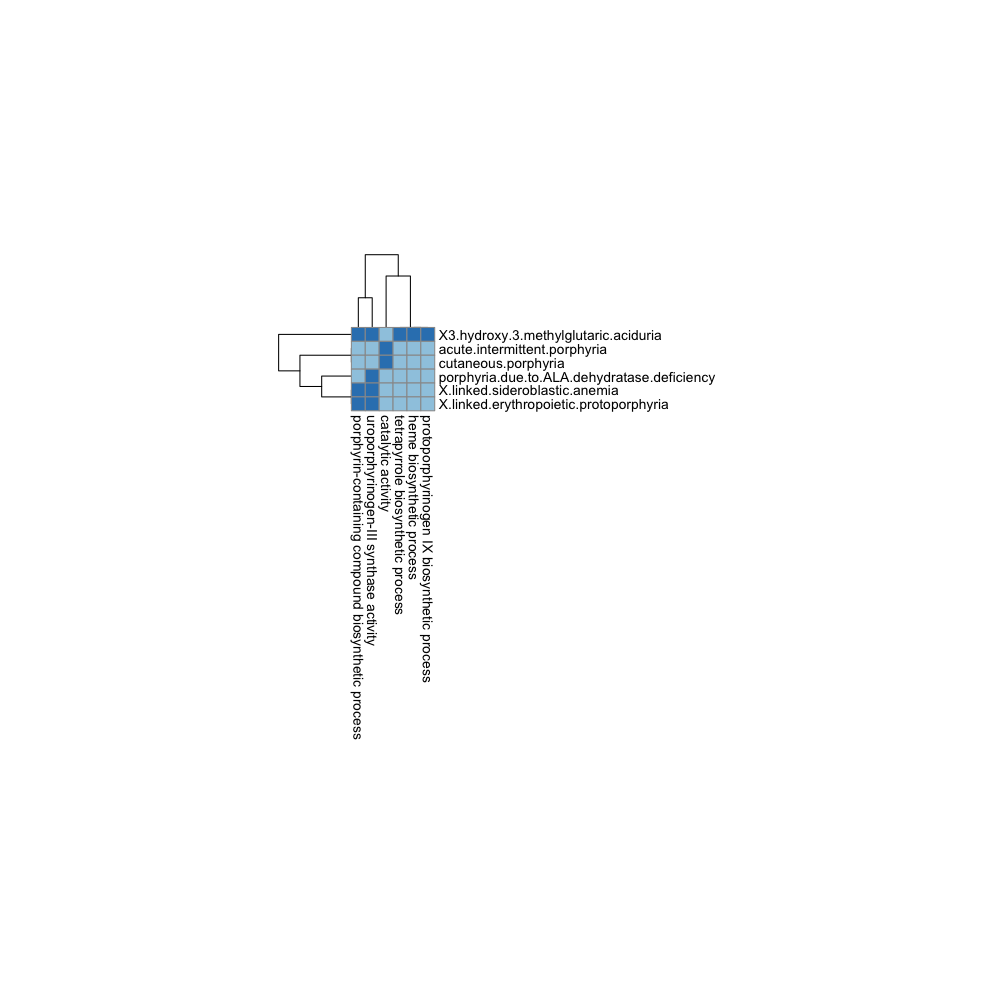 X3.hydroxy.3.methylglutaric.aciduria
acute.intermittent.porphyria
cutaneous.porphyria
porphyria.due.to.ALA.dehydratase.deficiency
X.linked.sideroblastic.anemia
X.linked.erythropoietic.protoporphyria
porphyrin-containing compound biosynthetic process
uroporphyrinogen-III synthase activity
catalytic activity
tetrapyrrole biosynthetic process
heme biosynthetic process
protoporphyrinogen IX biosynthetic process